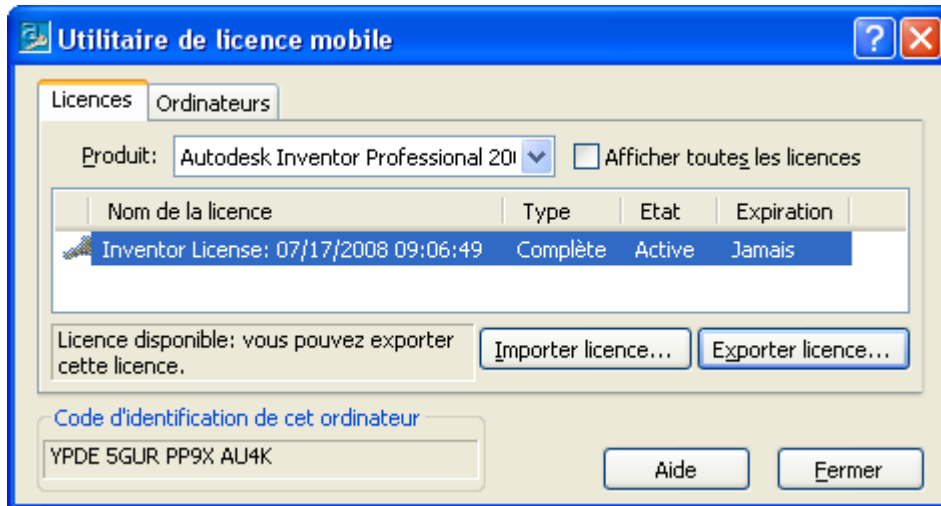 Utilitaire de licence mobile
Licences Ordinateurs
Produit: Autodesk Inventor Professional 20 Afficher toutes les licences
Nom de la licence Type Etat Expiration
Inventor License: 07/17/2008 09:06:49 Complète Active Jamais
Licence disponible: vous pouvez exporter
cette licence.
Importer licence... Exporter licence...
Code d'identification de cet ordinateur
YPDE 5GUR PP9X AU4K
Aide Fermer